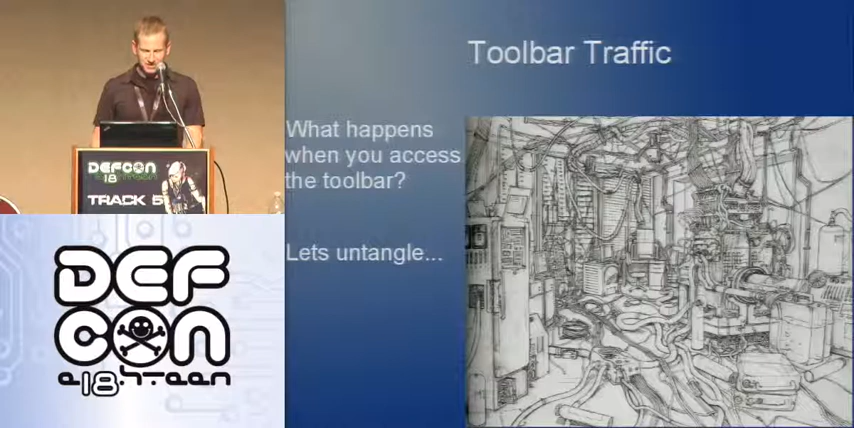 DEFCON
18
TRACK 5
DEF
CON
e18hteen
Toolbar Traffic
What happens
when you access
the toolbar?
Lets untangle...